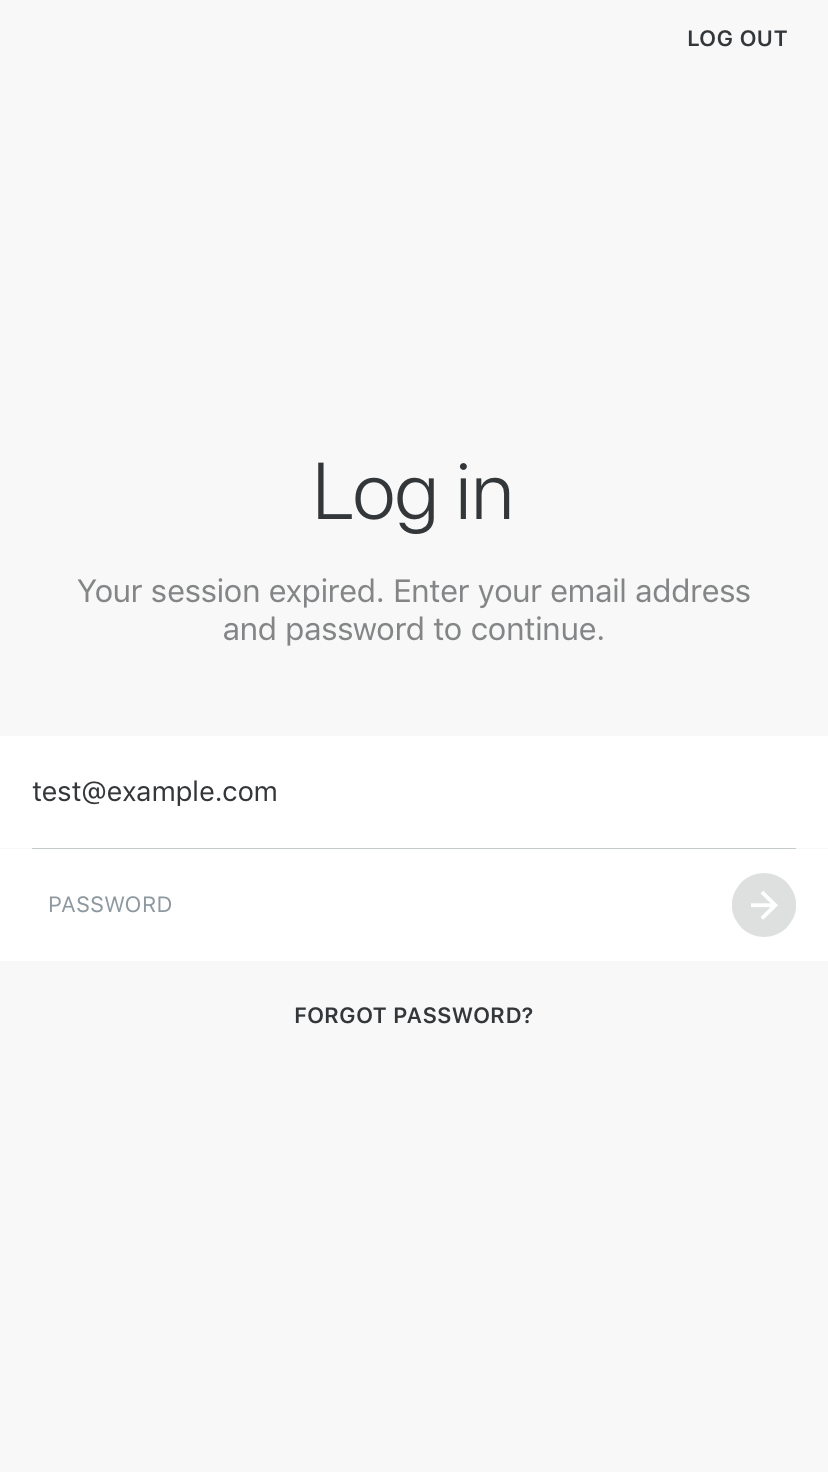 LOG OUT
Log in
Your session expired. Enter your email address
and password to continue.
test@example.com
PASSWORD
FORGOT PASSWORD?